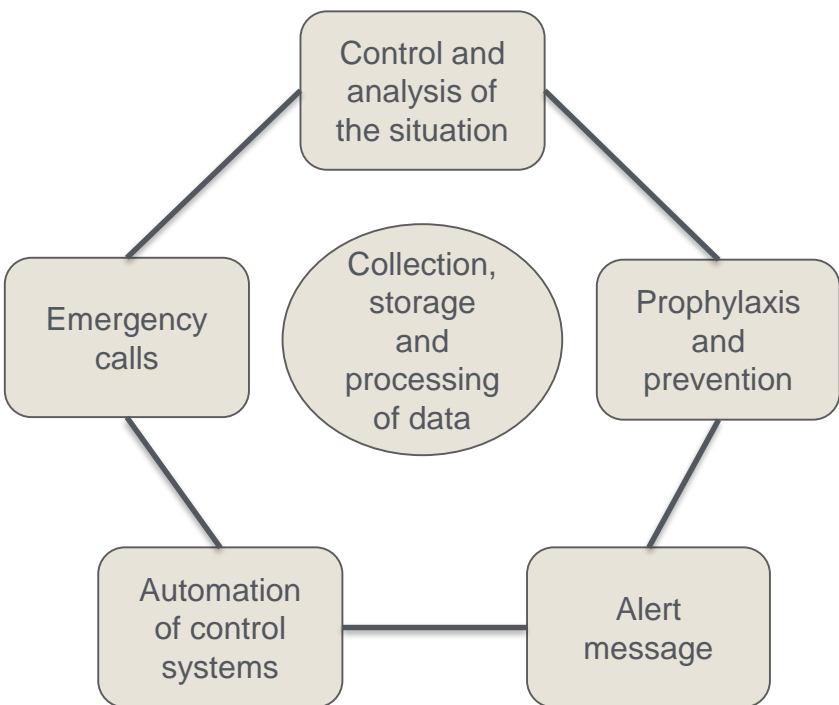 Control and
analysis of
the situation
Emergency
calls
Collection,
storage
and
processing
of data
Prophylaxis
and
prevention
Automation
of control
systems
Alert
message